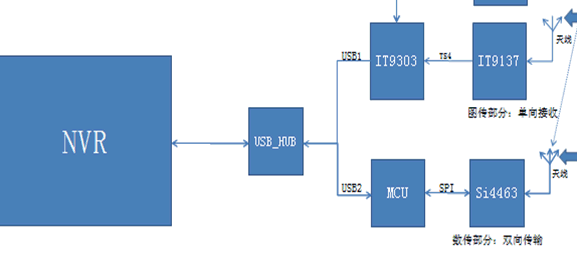 天线
USB1
IT9303
TS4
IT9137
图传部分：单向接收
NVR
USB_HUB
天线
USB2
MCU
SPI
Si4463
数传部分：双向传输